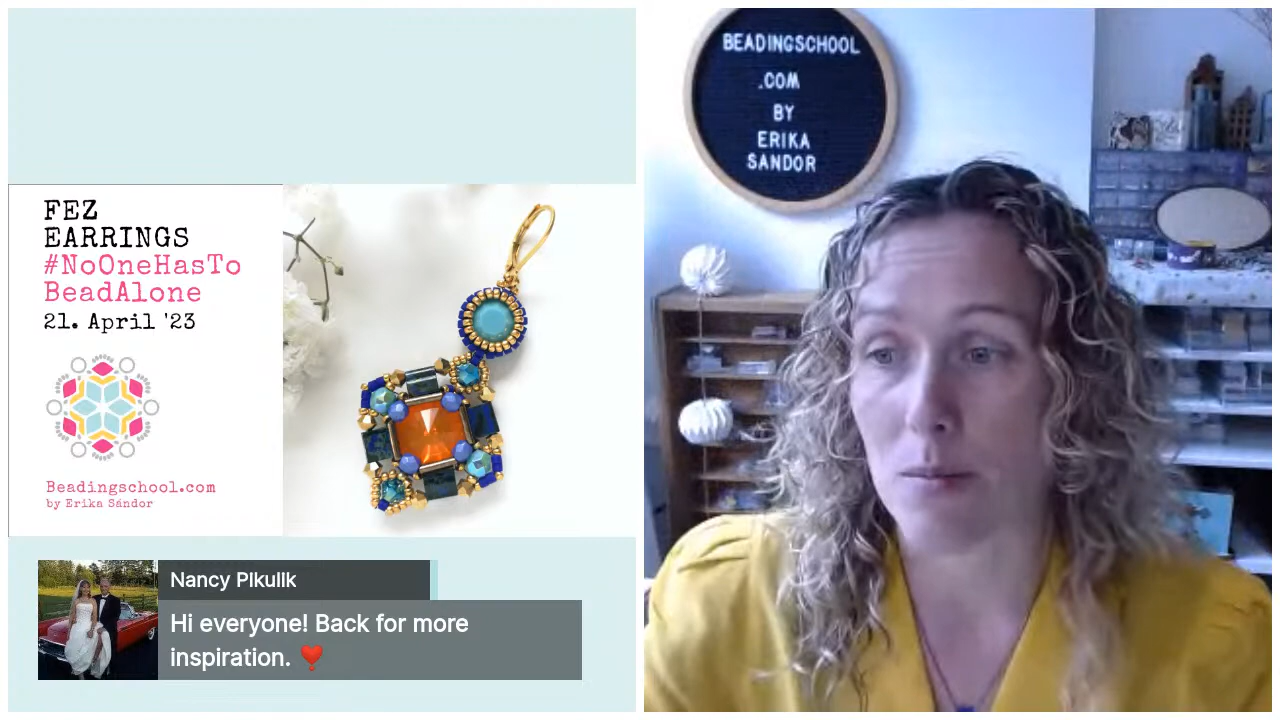 FEZ
EARRINGS
#NoOneHasTo
BeadAlone
21. April '23
Beadingschool.com
by Erika Sándor
Nancy Pikulik
Hi everyone! Back for more
inspiration. ❤️
BEADINGSCHOOL
.COM
BY
ERIKA
SANDOR